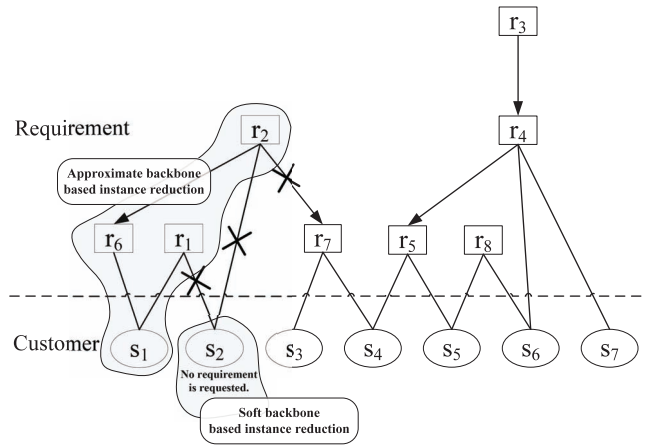 r3
Requirement
r2
r4
Approximate backbone
based instance reduction
r6
r1
r7
r5
r8
Customer
s1
s2
s3
s4
s5
s6
s7
No requirement
is requested.
Soft backbone
based instance reduction